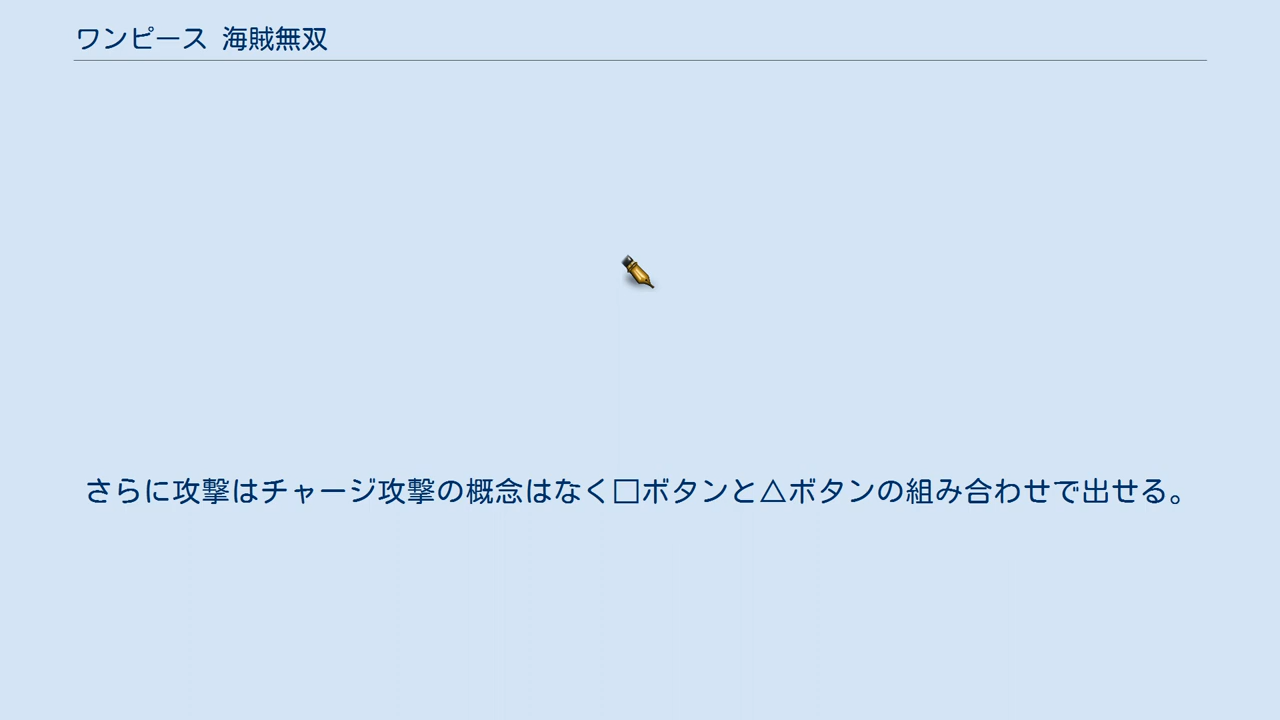 ワンピース 海賊無双
さらに攻撃はチャージ攻撃の概念はなく□ボタンと△ボタンの組み合わせで出せる。